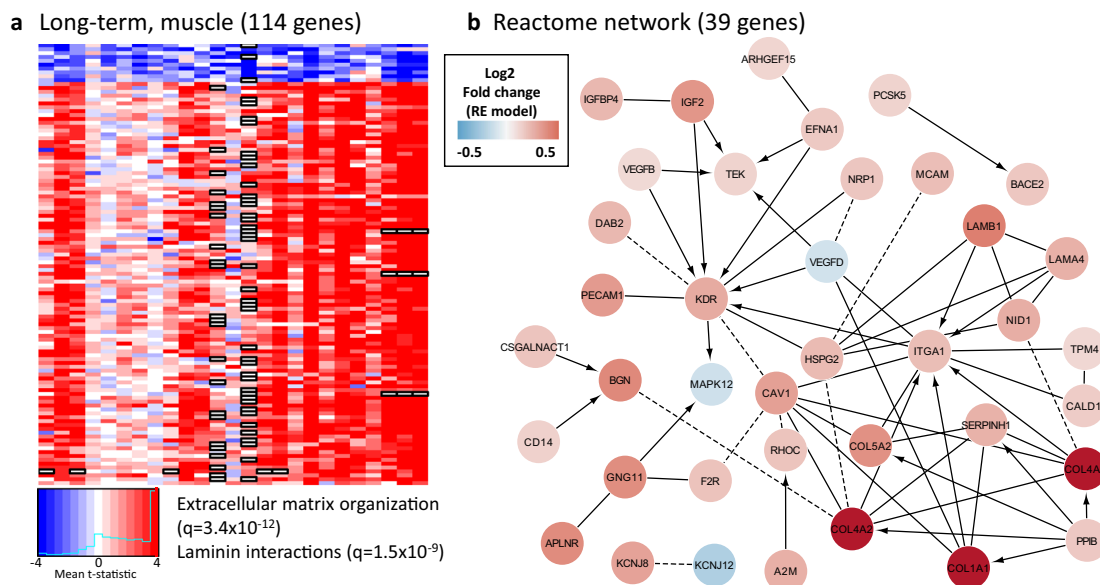 a Long-term, muscle (114 genes)
Extracellular matrix organization
(q=3.4x10⁻¹²)
Laminin interactions (q=1.5x10⁻⁹)
-4 0 4
Mean t-statistic
b Reactome network (39 genes)
Log2
Fold change
(RE model)
-0.5 0.5
ARHGEF15
IGFBP4
IGF2
PCSK5
EFNA1
VEGFB
TEK
NRP1
MCAM
BACE2
DAB2
LAMB1
VEGFD
LAMA4
PECAM1
KDR
NID1
CSGALNACT1
HSPG2
ITGA1
TPM4
BGN
MAPK12
CAV1
CALD1
CD14
RHOC
COL5A2
SERPINH1
GNG11
F2R
COL4A
APLNR
COL4A2
PPIB
KCNJ8
KCNJ12
A2M
COL1A1